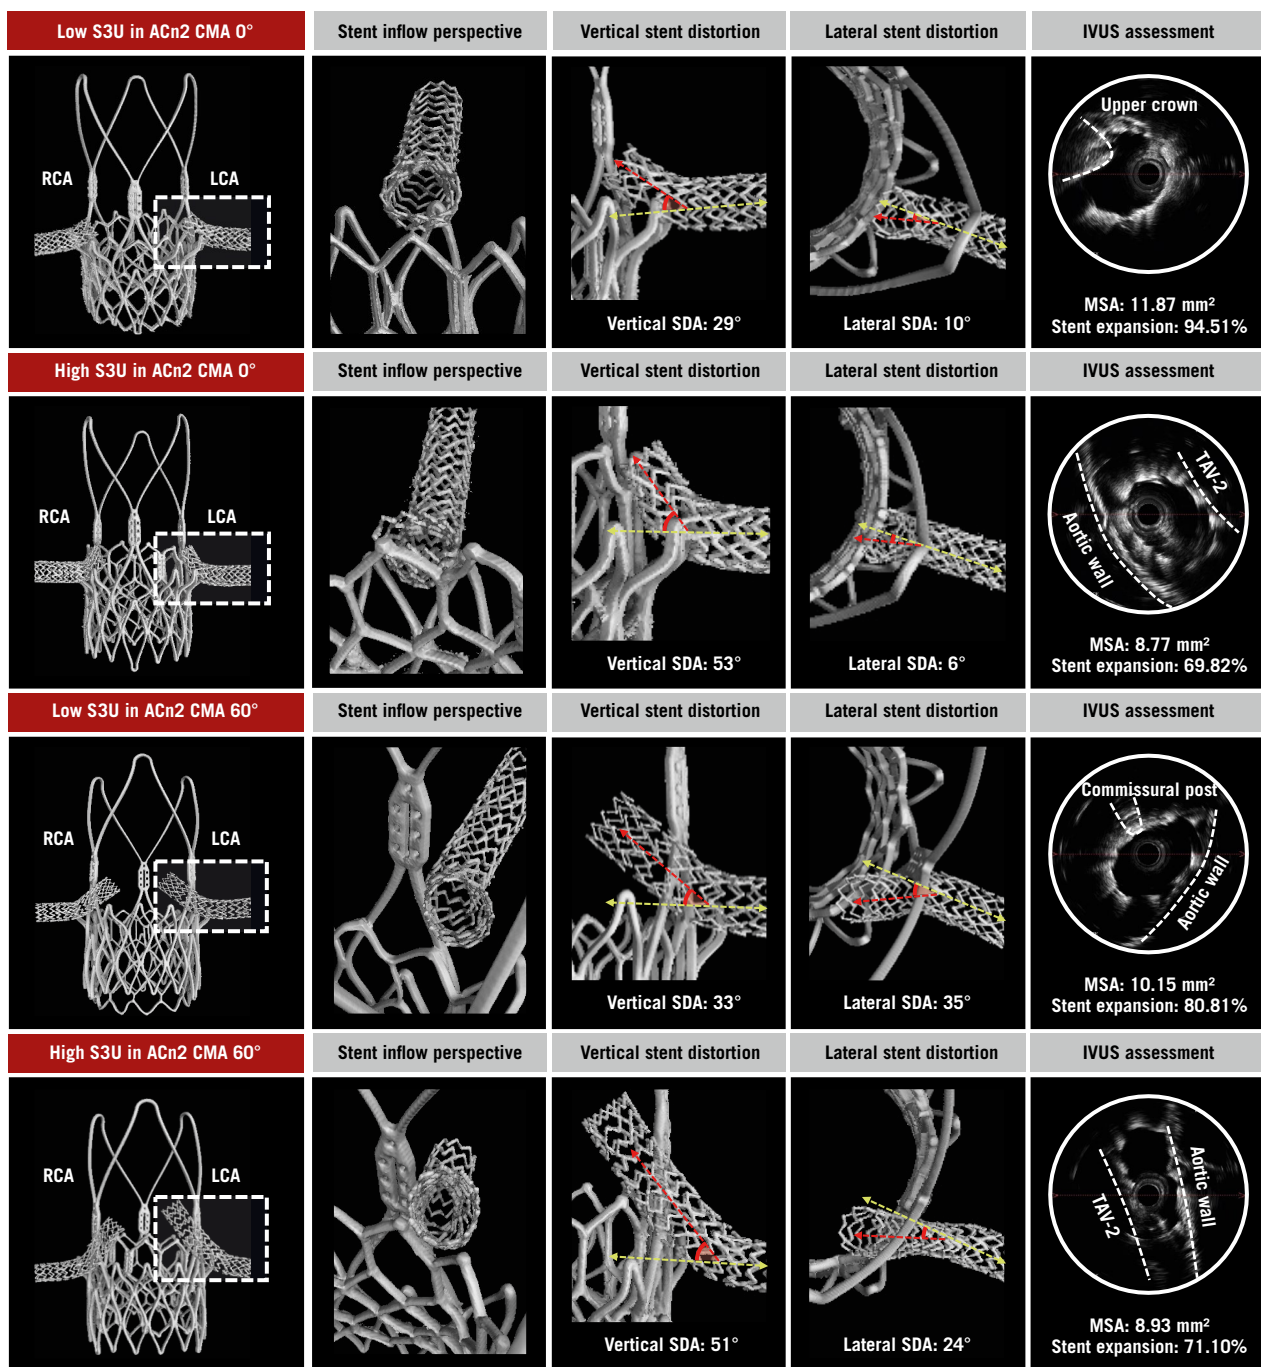 Low S3U in ACn2 CMA 0°
Stent inflow perspective
Vertical stent distortion
Lateral stent distortion
IVUS assessment
RCA
LCA
Vertical SDA: 29°
Lateral SDA: 10°
Upper crown
MSA: 11.87 mm²
Stent expansion: 94.51%
High S3U in ACn2 CMA 0°
Stent inflow perspective
Vertical stent distortion
Lateral stent distortion
IVUS assessment
RCA
LCA
Vertical SDA: 53°
Lateral SDA: 6°
TAV-2
Aortic wall
MSA: 8.77 mm²
Stent expansion: 69.82%
Low S3U in ACn2 CMA 60°
Stent inflow perspective
Vertical stent distortion
Lateral stent distortion
IVUS assessment
RCA
LCA
Vertical SDA: 33°
Lateral SDA: 35°
Commissural post
Aortic wall
MSA: 10.15 mm²
Stent expansion: 80.81%
High S3U in ACn2 CMA 60°
Stent inflow perspective
Vertical stent distortion
Lateral stent distortion
IVUS assessment
RCA
LCA
Vertical SDA: 51°
Lateral SDA: 24°
Aortic wall
TAV-2
MSA: 8.93 mm²
Stent expansion: 71.10%